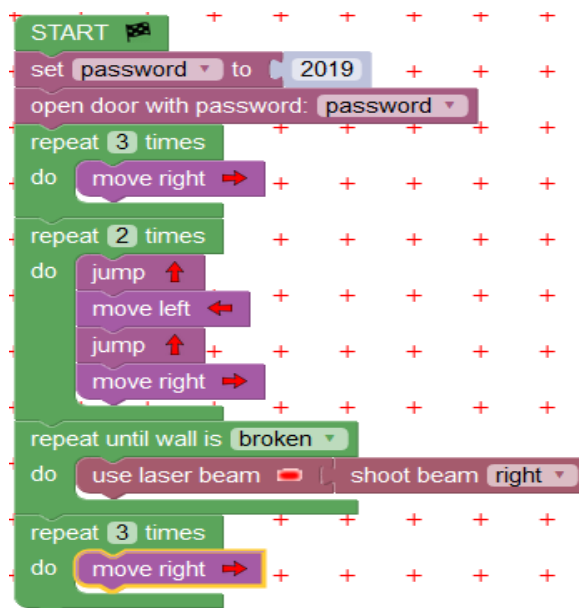 START
set password to 2019
open door with password: password
repeat 3 times
do move right
repeat 2 times
do jump
move left
jump
move right
repeat until wall is broken
do use laser beam shoot beam right
repeat 3 times
do move right